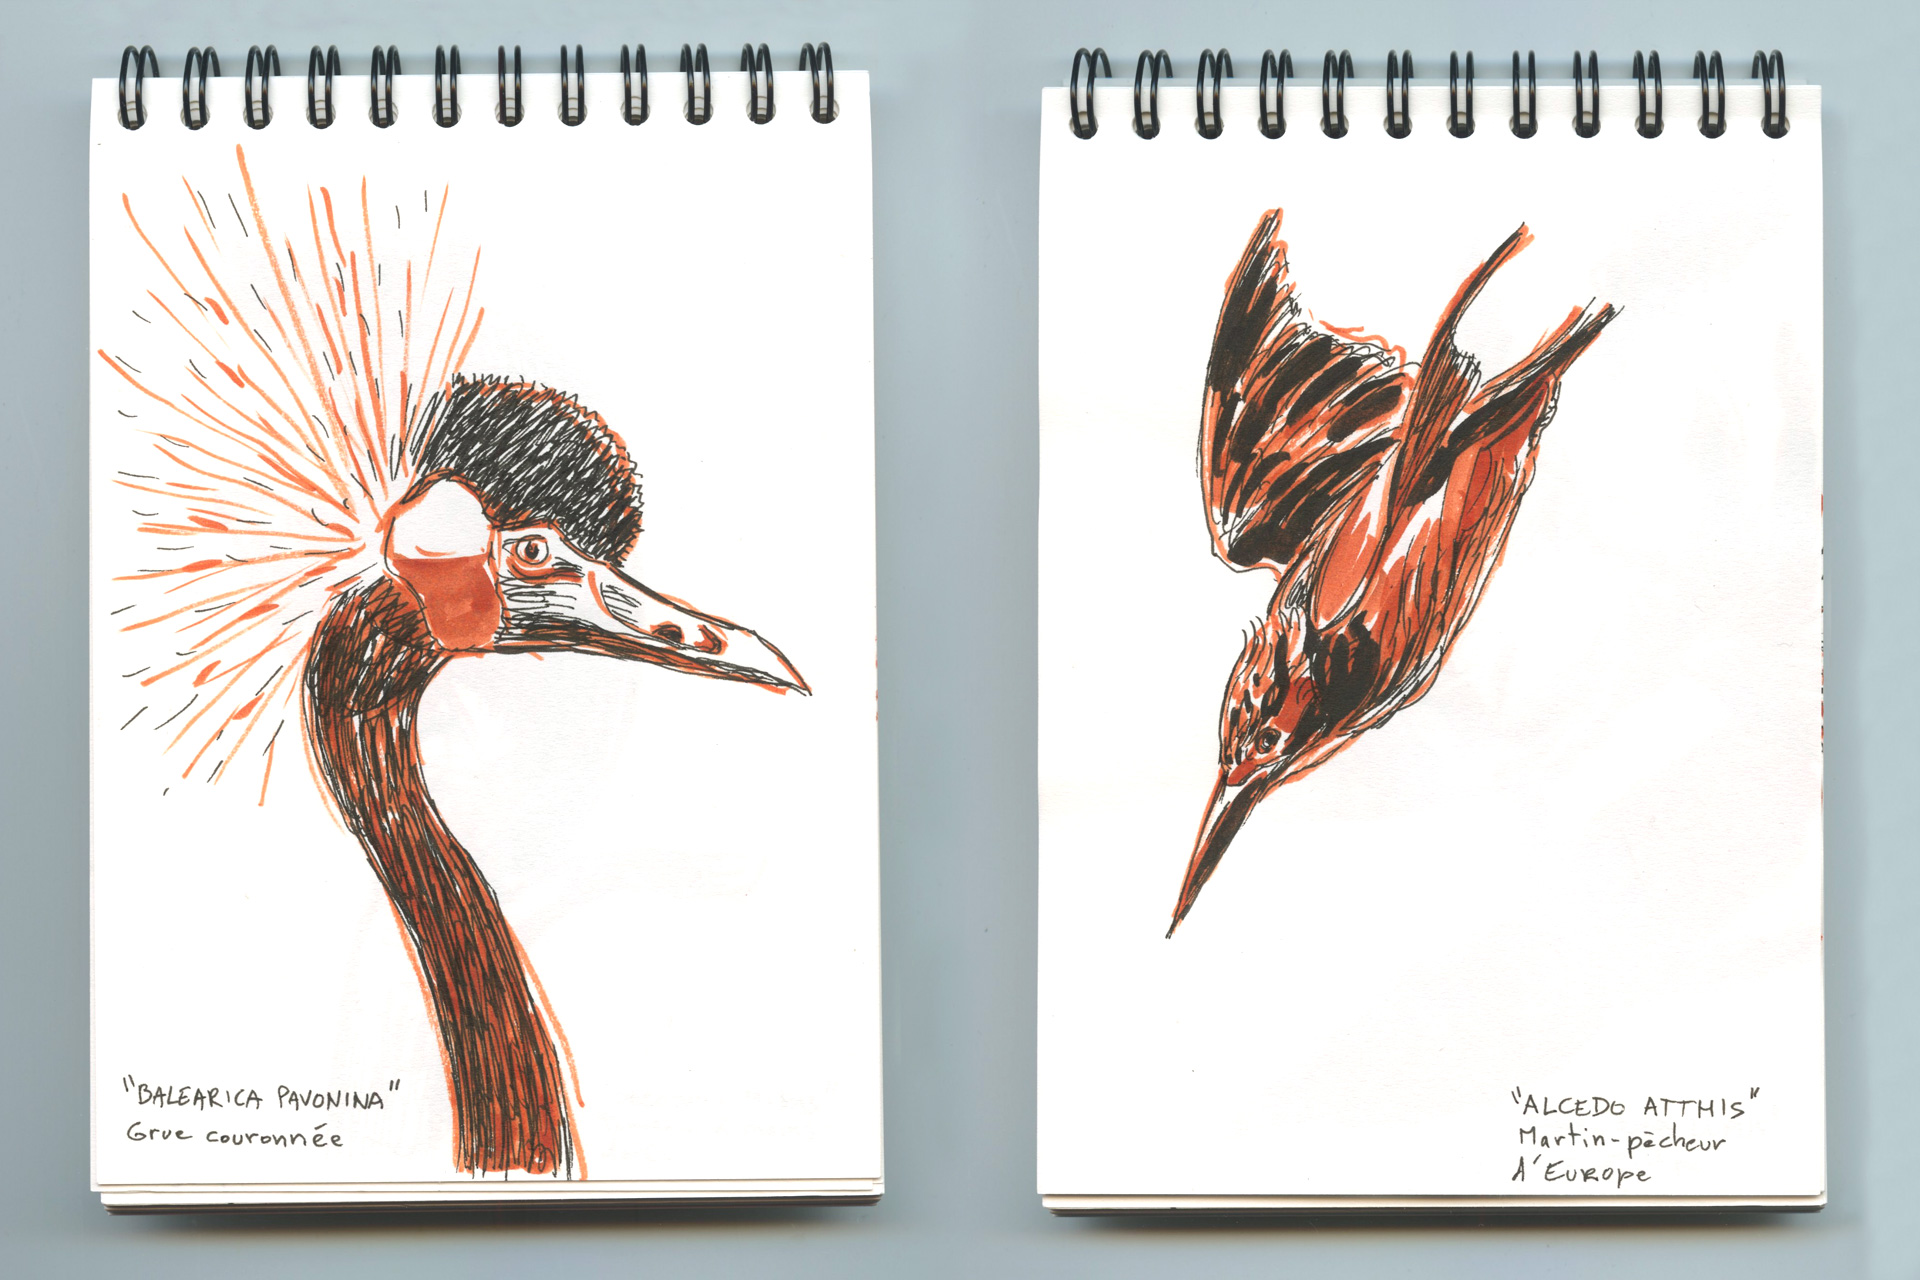 "BALEARICA PAVONINA"
Grue couronnée
"ALCEDO ATTHIS"
Martin-pêcheur
d'Europe